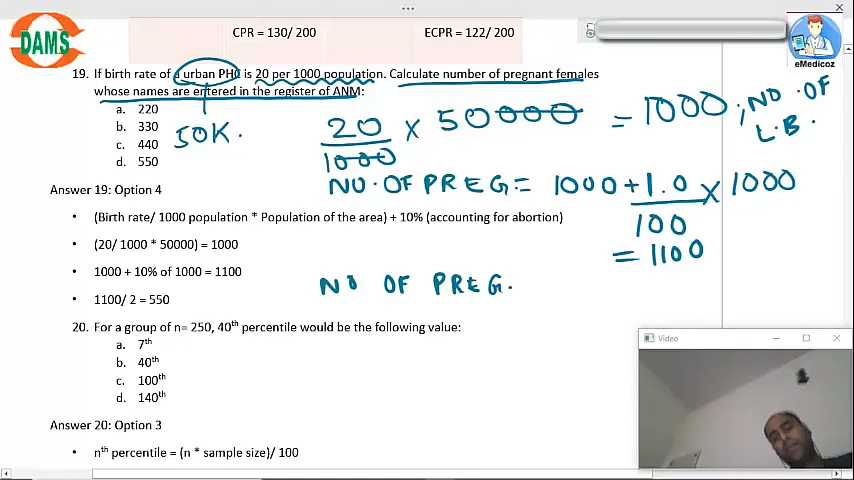 CPR = 130/ 200 ECPR = 122/ 200
DAMS
eMedicoz
19. If birth rate of a urban PHC is 20 per 1000 population. Calculate number of pregnant females
whose names are entered in the register of ANM:
a. 220
b. 330
c. 440
d. 550
50K.
20/1000 × 50000 = 1000 ; NO. OF
L.B.
NO. OF PREG = 1000 + 1.0/100 × 1000
= 1100
Answer 19: Option 4
• (Birth rate/ 1000 population * Population of the area) + 10% (accounting for abortion)
• (20/ 1000 * 50000) = 1000
• 1000 + 10% of 1000 = 1100
• 1100/ 2 = 550
NO OF PREG.
20. For a group of n= 250, 40th percentile would be the following value:
a. 7th
b. 40th
c. 100th
d. 140th
Answer 20: Option 3
• nth percentile = (n * sample size)/ 100
Video